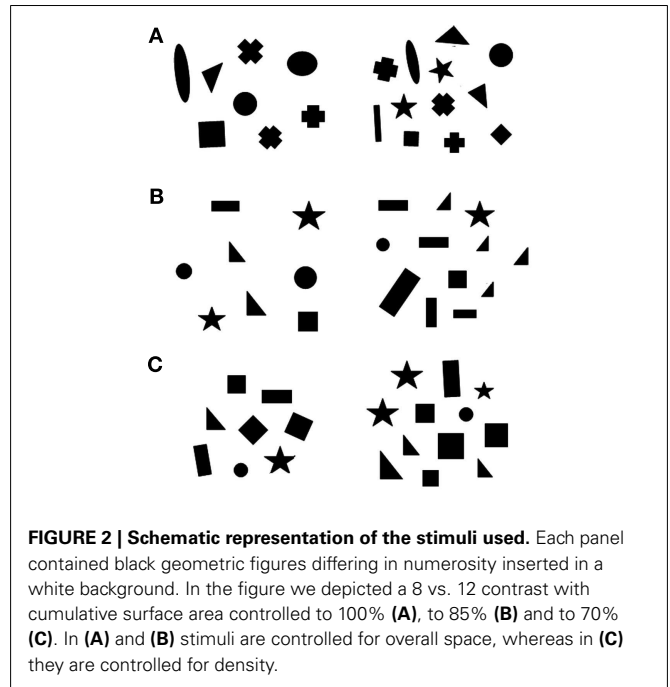 A
B
C
FIGURE 2 | Schematic representation of the stimuli used. Each panel
contained black geometric figures differing in numerosity inserted in a
white background. In the figure we depicted a 8 vs. 12 contrast with
cumulative surface area controlled to 100% (A), to 85% (B) and to 70%
(C). In (A) and (B) stimuli are controlled for overall space, whereas in (C)
they are controlled for density.